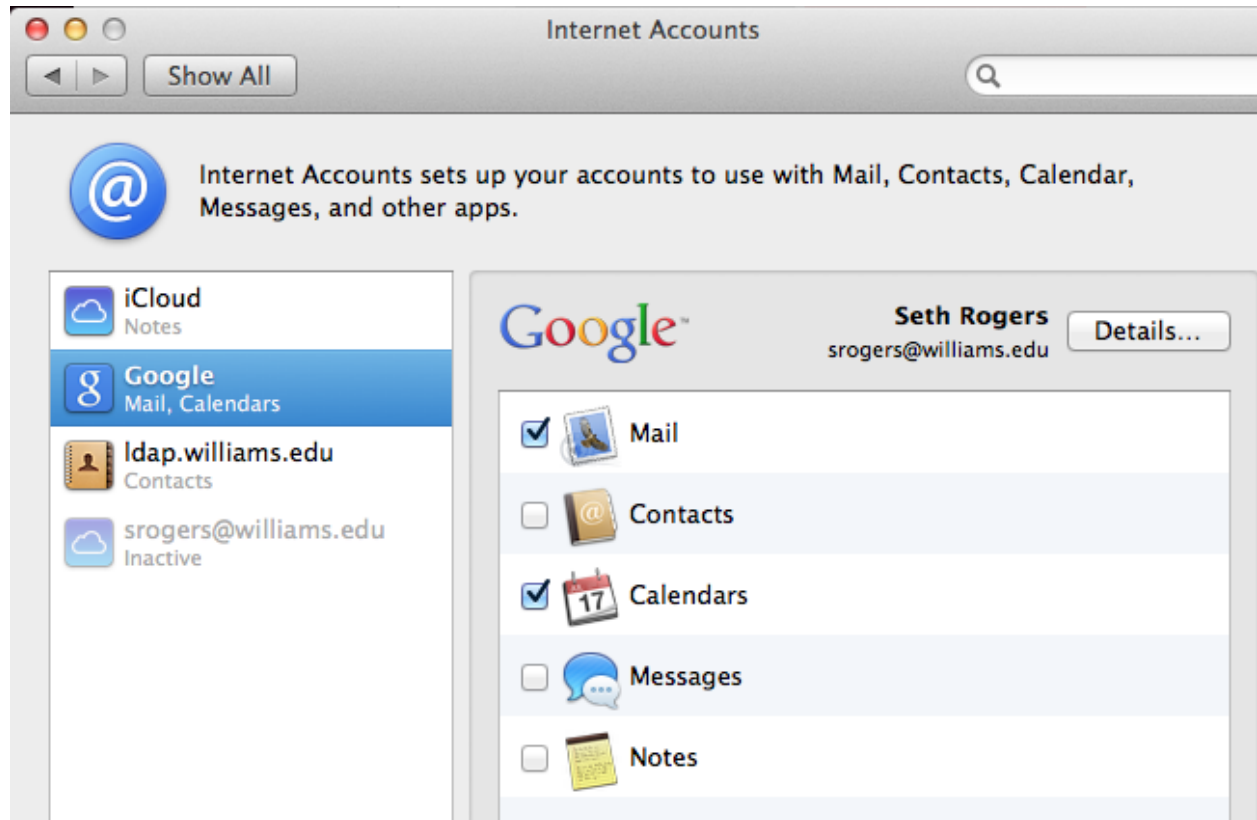 Internet Accounts
Show All
Internet Accounts sets up your accounts to use with Mail, Contacts, Calendar,
Messages, and other apps.
iCloud
Notes
Google
Mail, Calendars
ldap.williams.edu
Contacts
srogers@williams.edu
Inactive
Google™
Seth Rogers
srogers@williams.edu
Details...
Mail
Contacts
17
Calendars
Messages
Notes